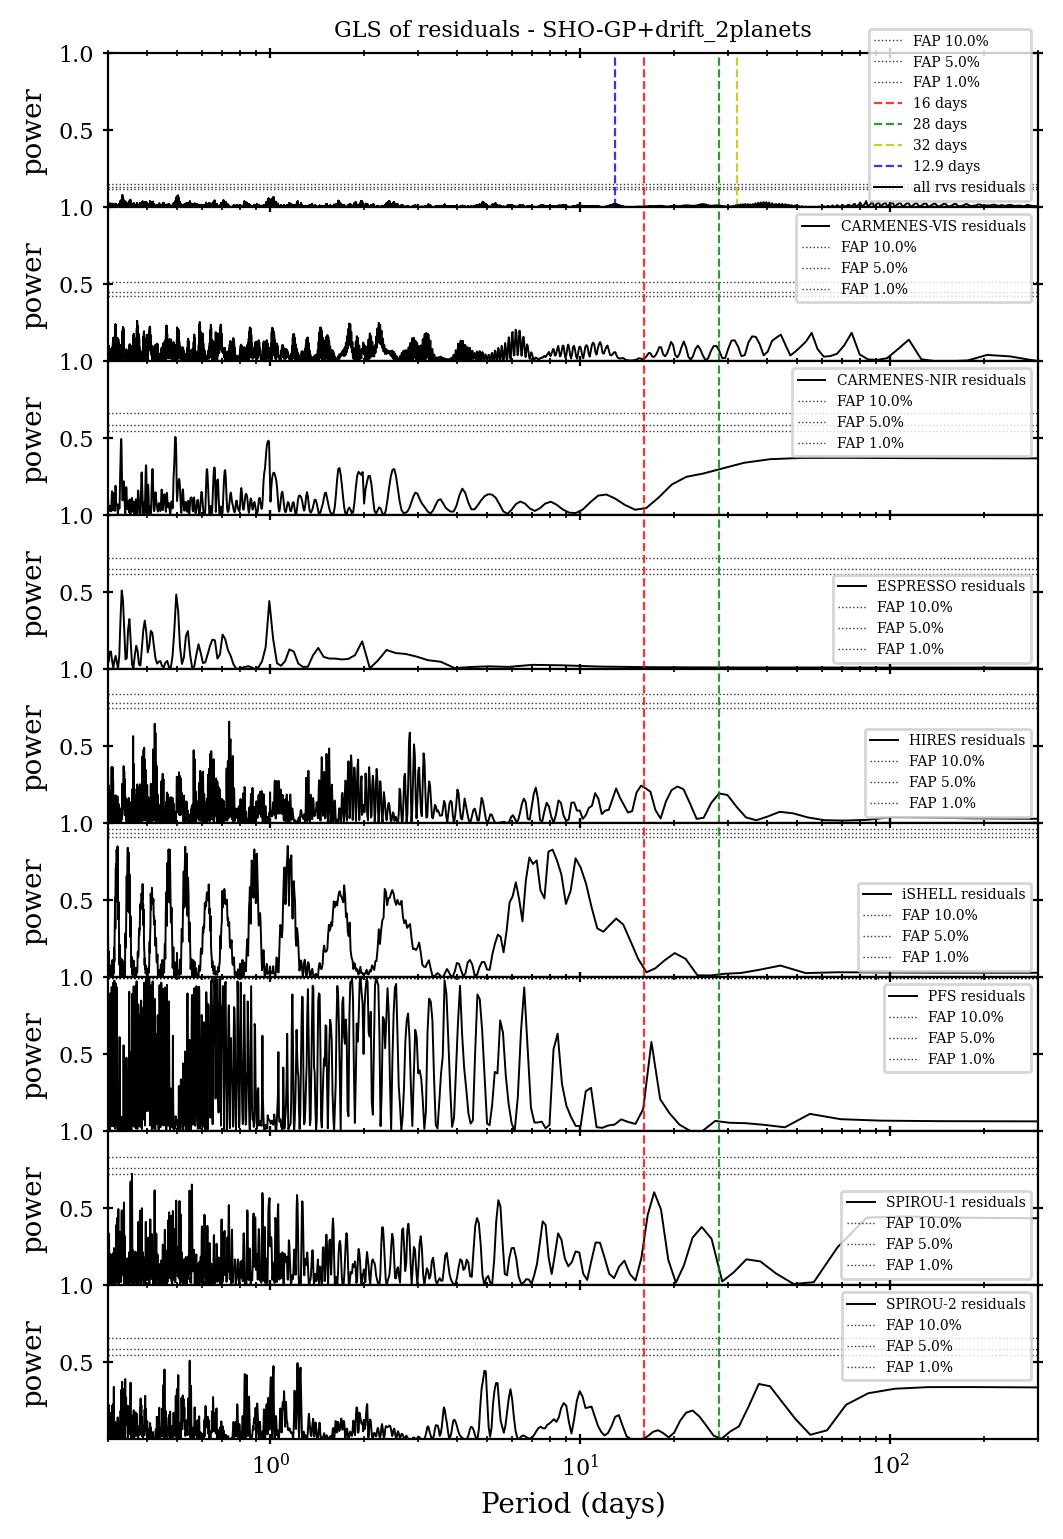 GLS of residuals - SHO-GP+drift_2planets
power
1.0
0.5
FAP 10.0%
FAP 5.0%
FAP 1.0%
16 days
28 days
32 days
12.9 days
all rvs residuals
power
1.0
0.5
CARMENES-VIS residuals
FAP 10.0%
FAP 5.0%
FAP 1.0%
power
1.0
0.5
CARMENES-NIR residuals
FAP 10.0%
FAP 5.0%
FAP 1.0%
power
1.0
0.5
ESPRESSO residuals
FAP 10.0%
FAP 5.0%
FAP 1.0%
power
1.0
0.5
HIRES residuals
FAP 10.0%
FAP 5.0%
FAP 1.0%
power
1.0
0.5
iSHELL residuals
FAP 10.0%
FAP 5.0%
FAP 1.0%
power
1.0
0.5
PFS residuals
FAP 10.0%
FAP 5.0%
FAP 1.0%
power
1.0
0.5
SPIROU-1 residuals
FAP 10.0%
FAP 5.0%
FAP 1.0%
power
1.0
0.5
SPIROU-2 residuals
FAP 10.0%
FAP 5.0%
FAP 1.0%
10⁰ 10¹ 10²
Period (days)